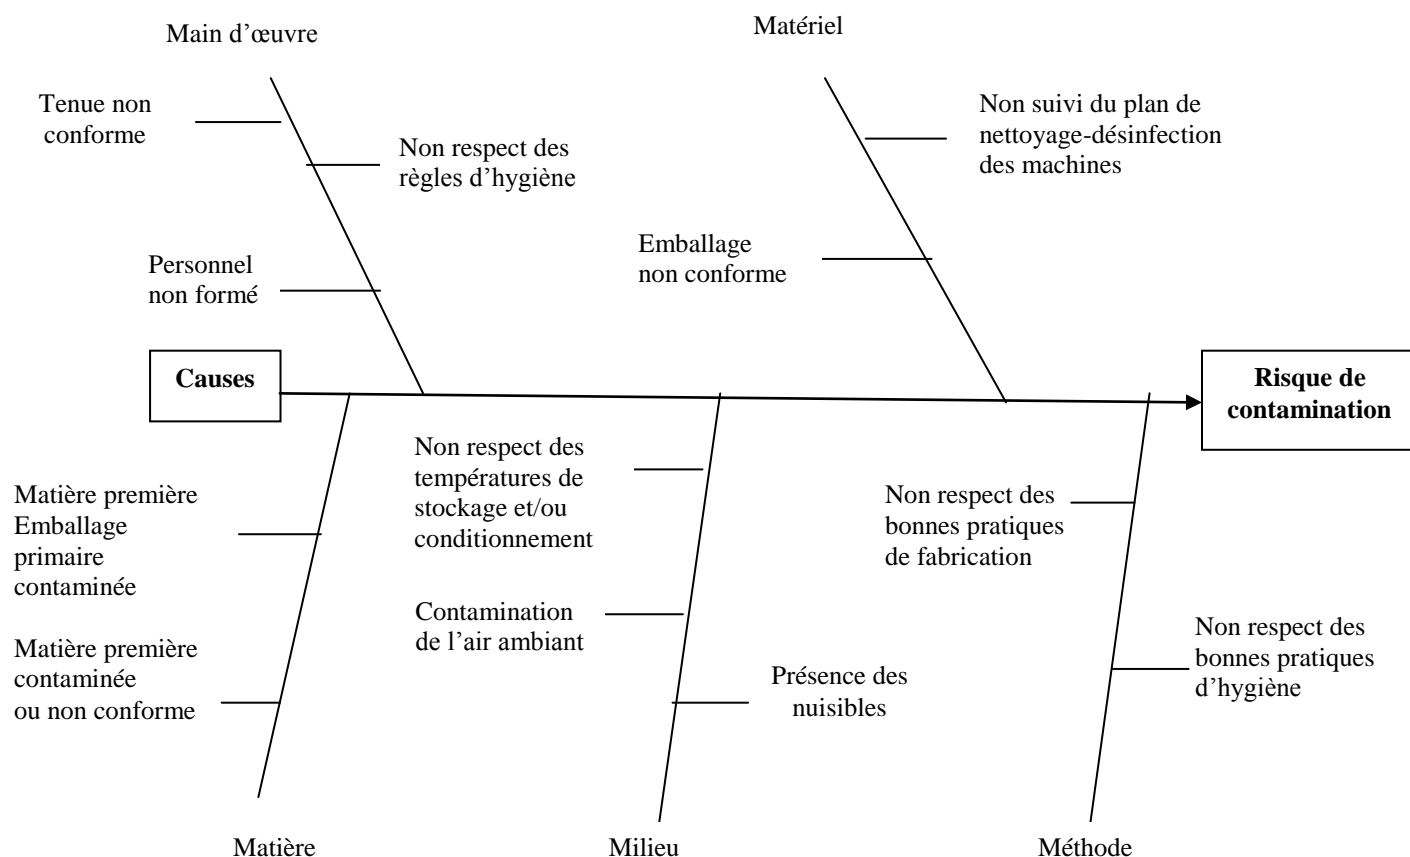 Main d’œuvre
Matériel
Tenue non
conforme
Non respect des
règles d’hygiène
Personnel
non formé
Non suivi du plan de
nettoyage-désinfection
des machines
Emballage
non conforme
Causes
Risque de
contamination
Matière première
Emballage
primaire
contaminée
Matière première
contaminée
ou non conforme
Non respect des
températures de
stockage et/ou
conditionnement
Contamination
de l’air ambiant
Présence des
nuisibles
Non respect des
bonnes pratiques
de fabrication
Non respect des
bonnes pratiques
d’hygiène
Matière
Milieu
Méthode